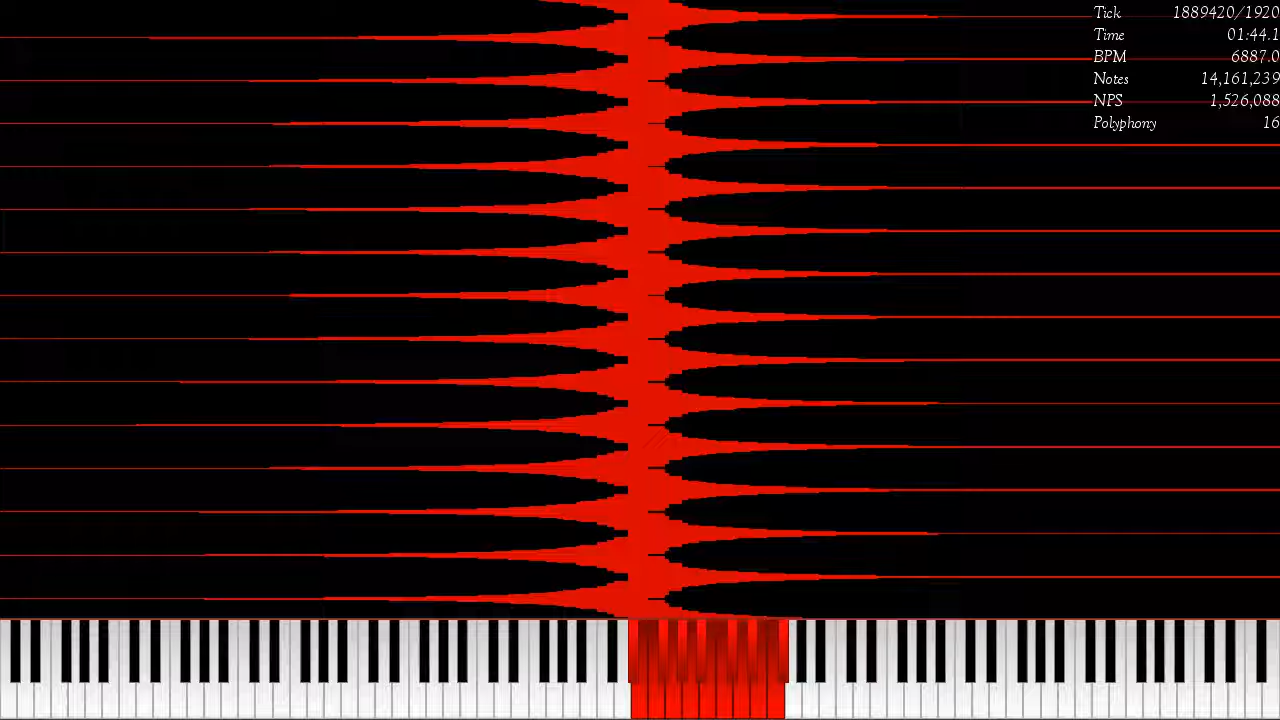 Tick 1889420/1920
Time 01:44.1
BPM 6887.0
Notes 14,161,239
NPS 1,526,088
Polyphony 16